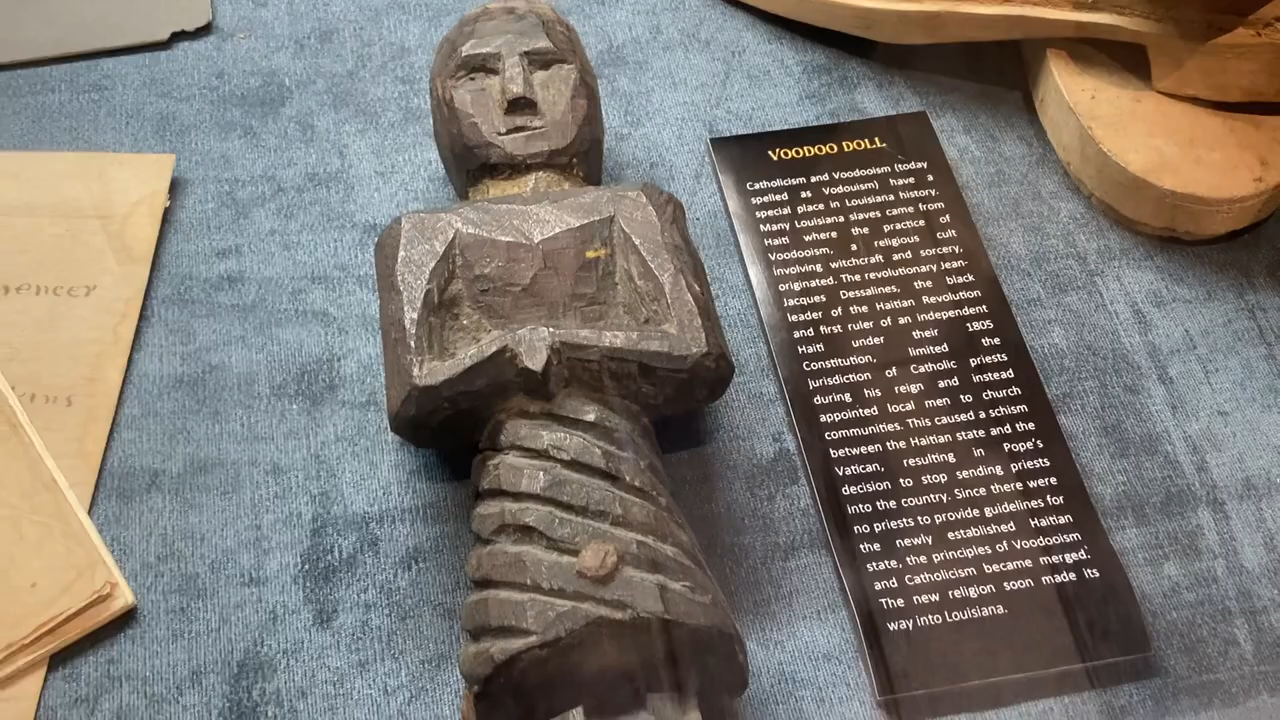 VOODOO DOLL
Catholicism and Voodooism (today
spelled as Vodouism) have a
special place in Louisiana history.
Many Louisiana slaves came from
Haiti where the practice of
Voodooism, a religious cult
involving witchcraft and sorcery,
originated. The revolutionary Jean-
Jacques Dessalines, the black
leader of the Haitian Revolution
and first ruler of an independent
Haiti under their 1805
Constitution, limited the
jurisdiction of Catholic priests
during his reign and instead
appointed local men to church
communities. This caused a schism
between the Haitian state and the
Vatican, resulting in Pope's
decision to stop sending priests
into the country. Since there were
no priests to provide guidelines for
the newly established Haitian
state, the principles of Voodooism
and Catholicism became merged.
The new religion soon made its
way into Louisiana.